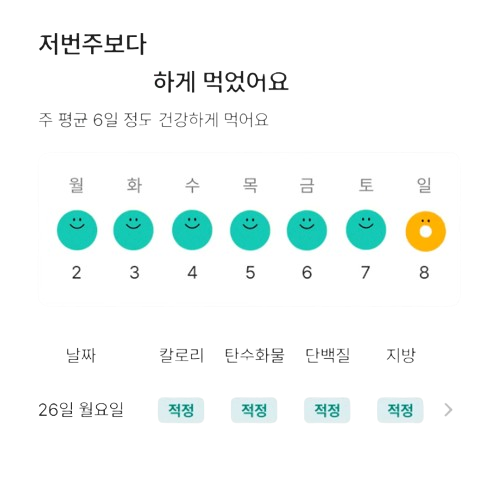 저번주보다
하게 먹었어요
주 평균 6일 정도 건강하게 먹어요
월 화 수 목 금 토 일
2 3 4 5 6 7 8
날짜 칼로리 탄수화물 단백질 지방
26일 월요일 적정 적정 적정 적정